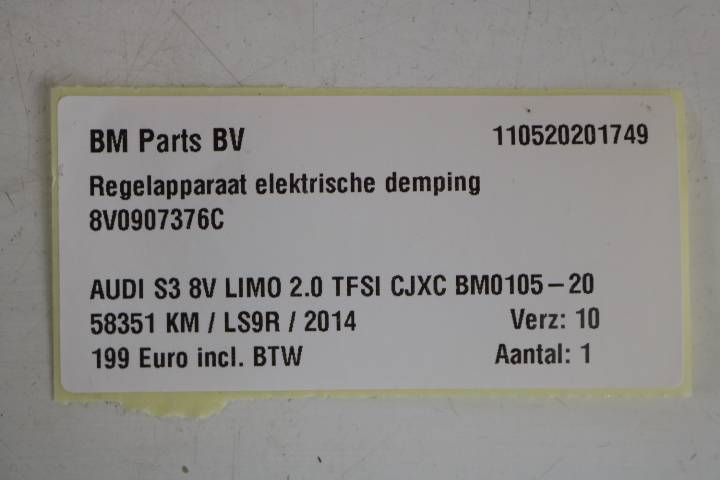 BM Parts BV 110520201749
Regelapparaat elektrische demping
8V0907376C
AUDI S3 8V LIMO 2.0 TFSI CJXC BM0105-20
58351 KM / LS9R / 2014 Verz: 10
199 Euro incl. BTW Aantal: 1